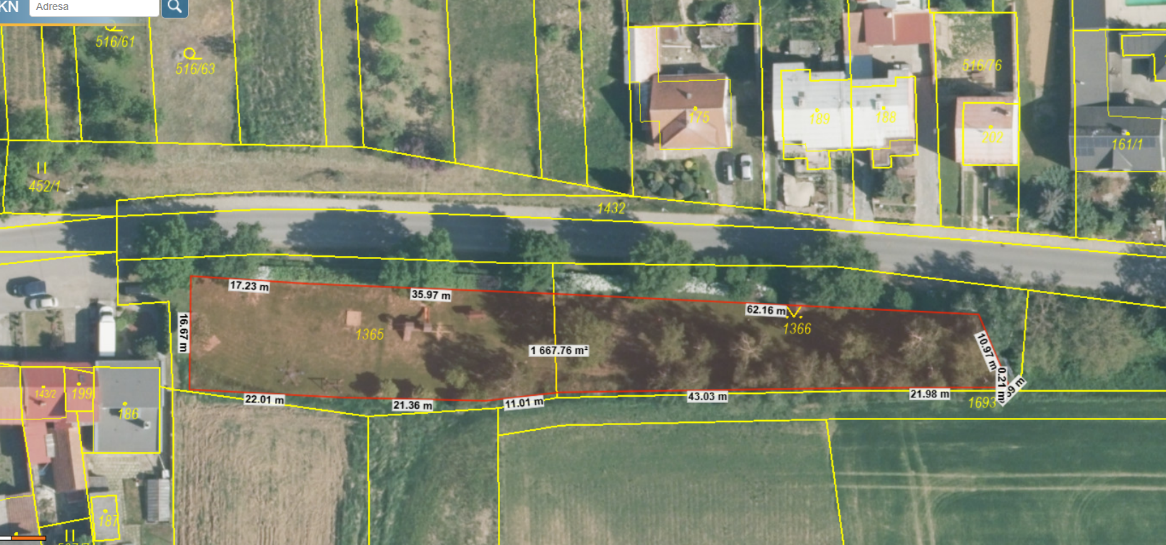 KN Adresa
516/61
516/63
516/76
175
189
188
161/1
452/1
1432
17.23 m
35.97 m
62.16 m
1366
16.67 m
1365
10.97 m
1 667.76 m²
0.21 m
22.01 m
21.36 m
11.01 m
43.03 m
21.98 m
1693
143/2
199
186
187